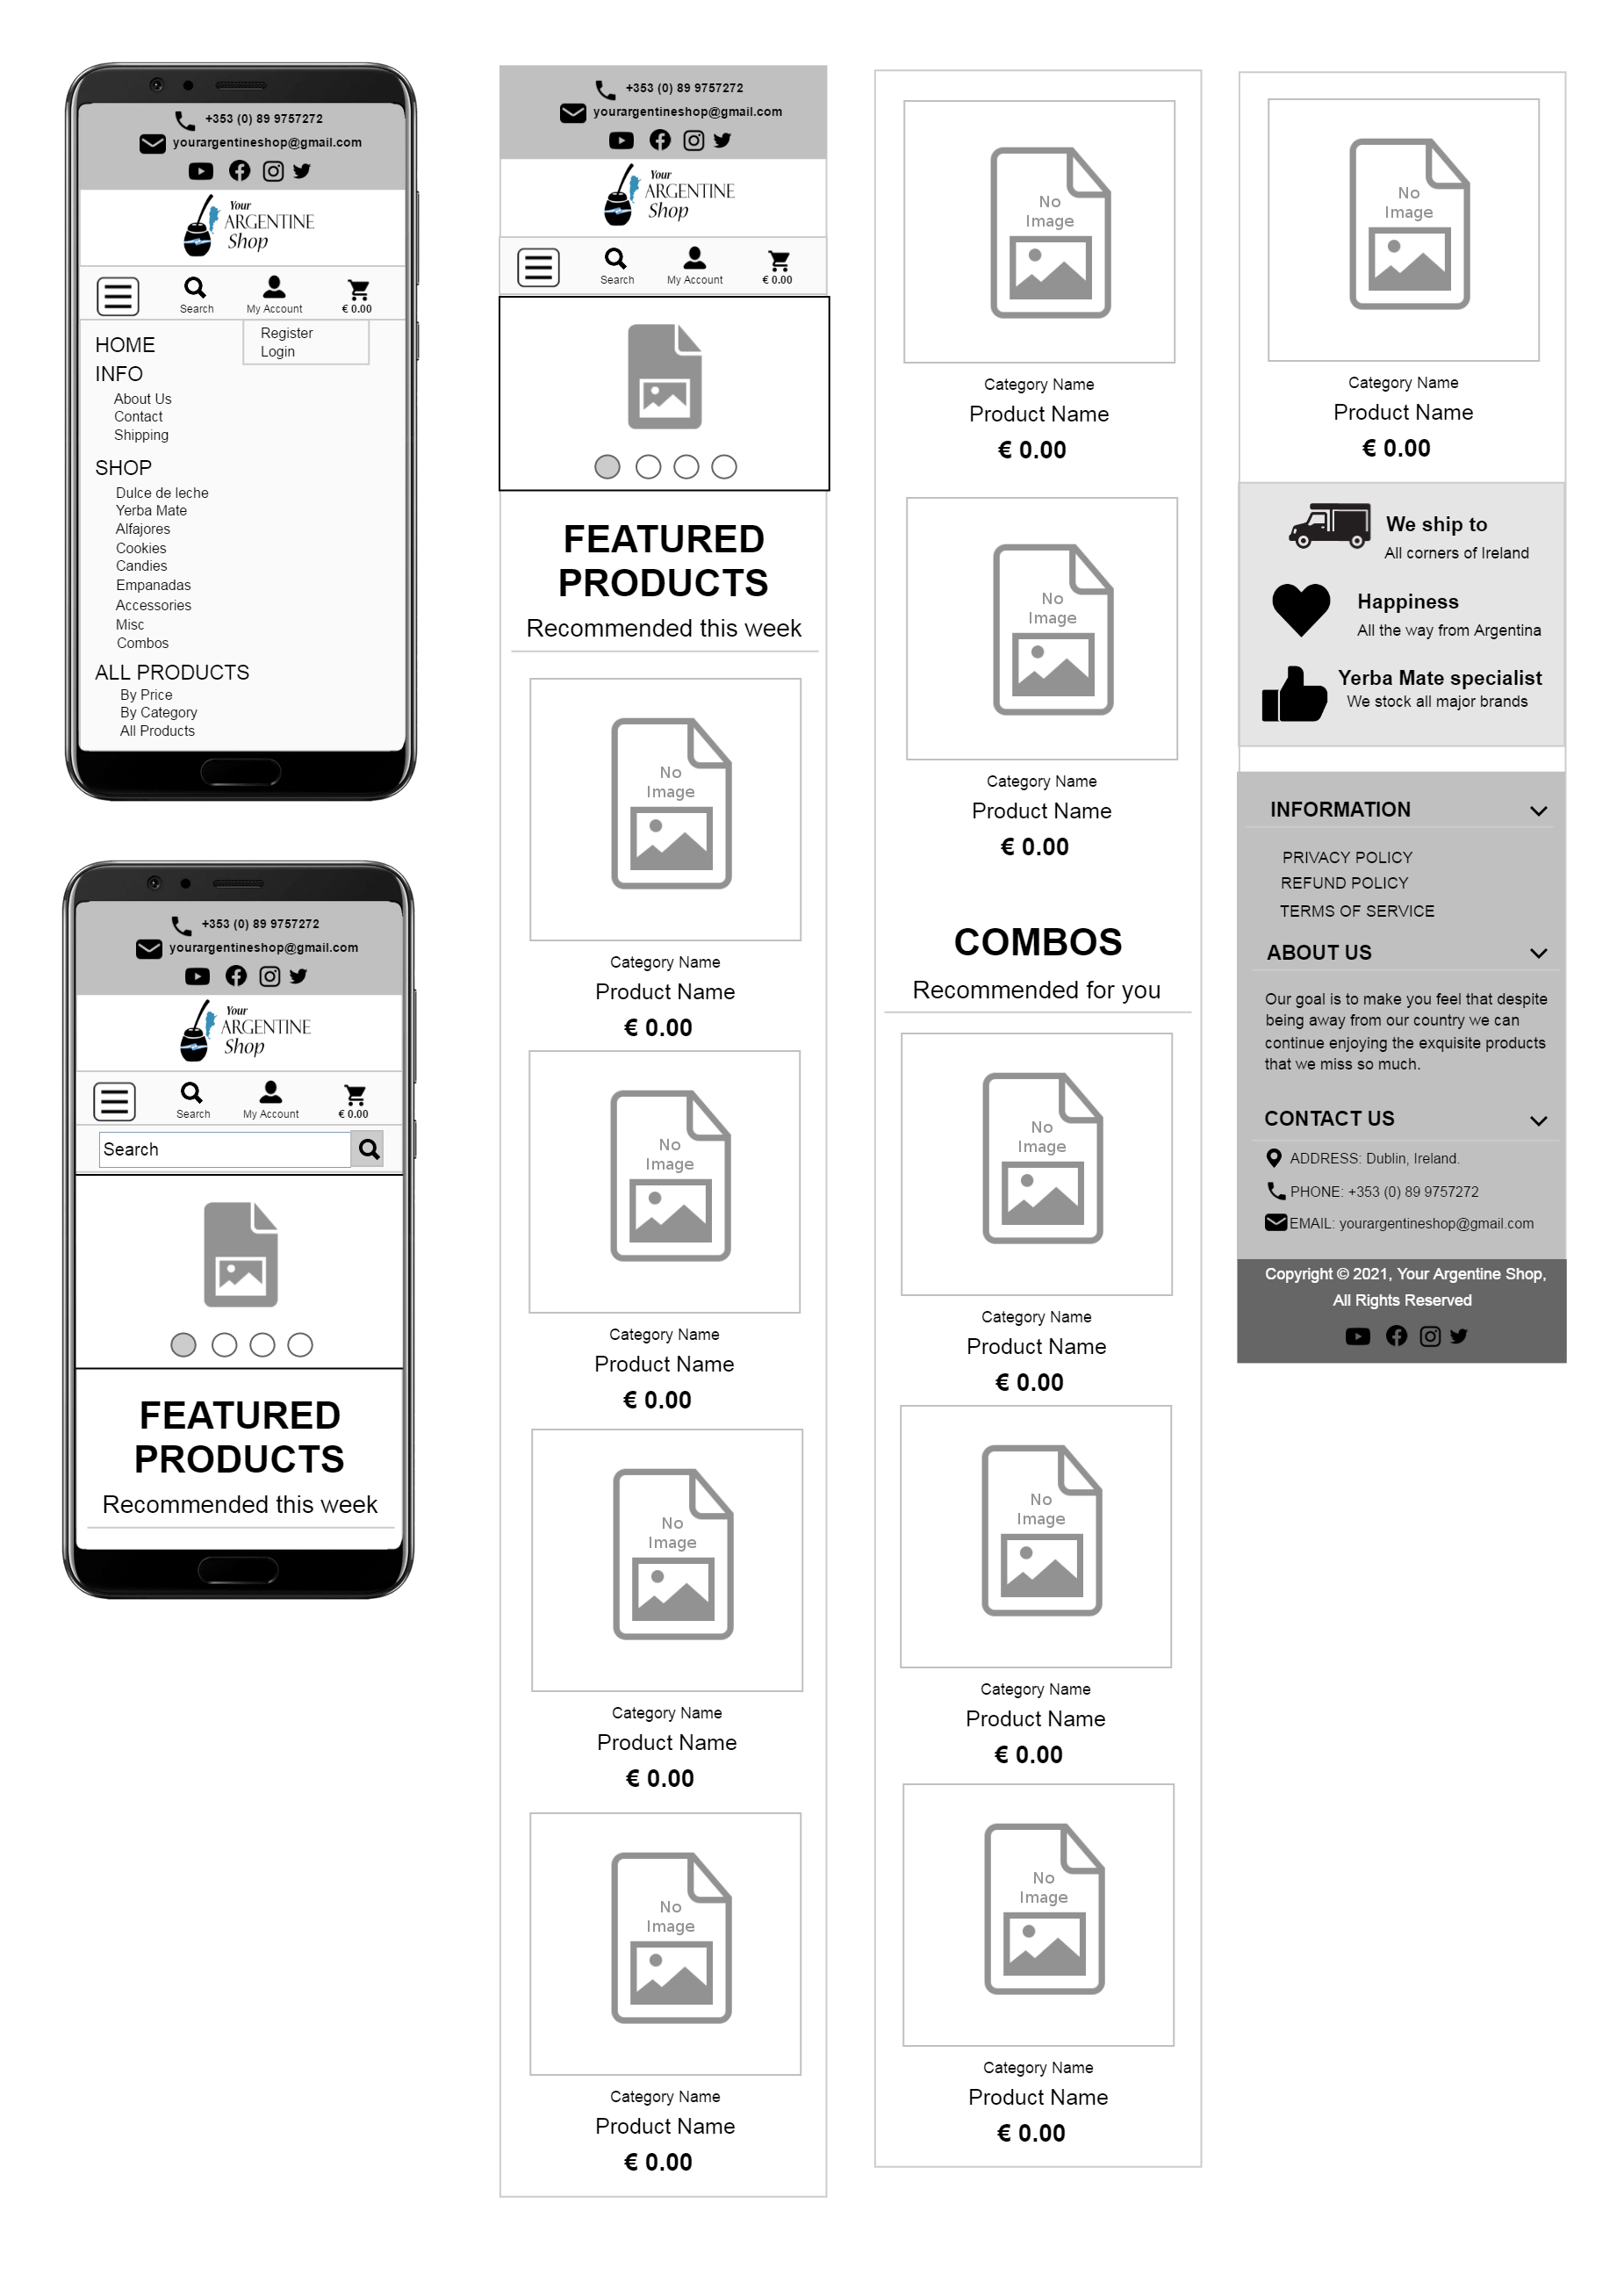 +353 (0) 89 9757272
yourargentineshop@gmail.com
Your
ARGENTINE
Shop
Search
My Account
€ 0.00
Register
Login
HOME
INFO
About Us
Contact
Shipping
SHOP
Dulce de leche
Yerba Mate
Alfajores
Cookies
Candies
Empanadas
Accessories
Misc
Combos
ALL PRODUCTS
By Price
By Category
All Products
+353 (0) 89 9757272
yourargentineshop@gmail.com
Your
ARGENTINE
Shop
Search
My Account
€ 0.00
Search
FEATURED
PRODUCTS
Recommended this week
+353 (0) 89 9757272
yourargentineshop@gmail.com
Your
ARGENTINE
Shop
Search
My Account
€ 0.00
FEATURED
PRODUCTS
Recommended this week
No
Image
Category Name
Product Name
€ 0.00
No
Image
Category Name
Product Name
€ 0.00
No
Image
Category Name
Product Name
€ 0.00
No
Image
Category Name
Product Name
€ 0.00
No
Image
Category Name
Product Name
€ 0.00
No
Image
Category Name
Product Name
€ 0.00
COMBOS
Recommended for you
No
Image
Category Name
Product Name
€ 0.00
No
Image
Category Name
Product Name
€ 0.00
No
Image
Category Name
Product Name
€ 0.00
No
Image
Category Name
Product Name
€ 0.00
We ship to
All corners of Ireland
Happiness
All the way from Argentina
Yerba Mate specialist
We stock all major brands
INFORMATION
PRIVACY POLICY
REFUND POLICY
TERMS OF SERVICE
ABOUT US
Our goal is to make you feel that despite
being away from our country we can
continue enjoying the exquisite products
that we miss so much.
CONTACT US
ADDRESS: Dublin, Ireland.
PHONE: +353 (0) 89 9757272
EMAIL: yourargentineshop@gmail.com
Copyright © 2021, Your Argentine Shop,
All Rights Reserved